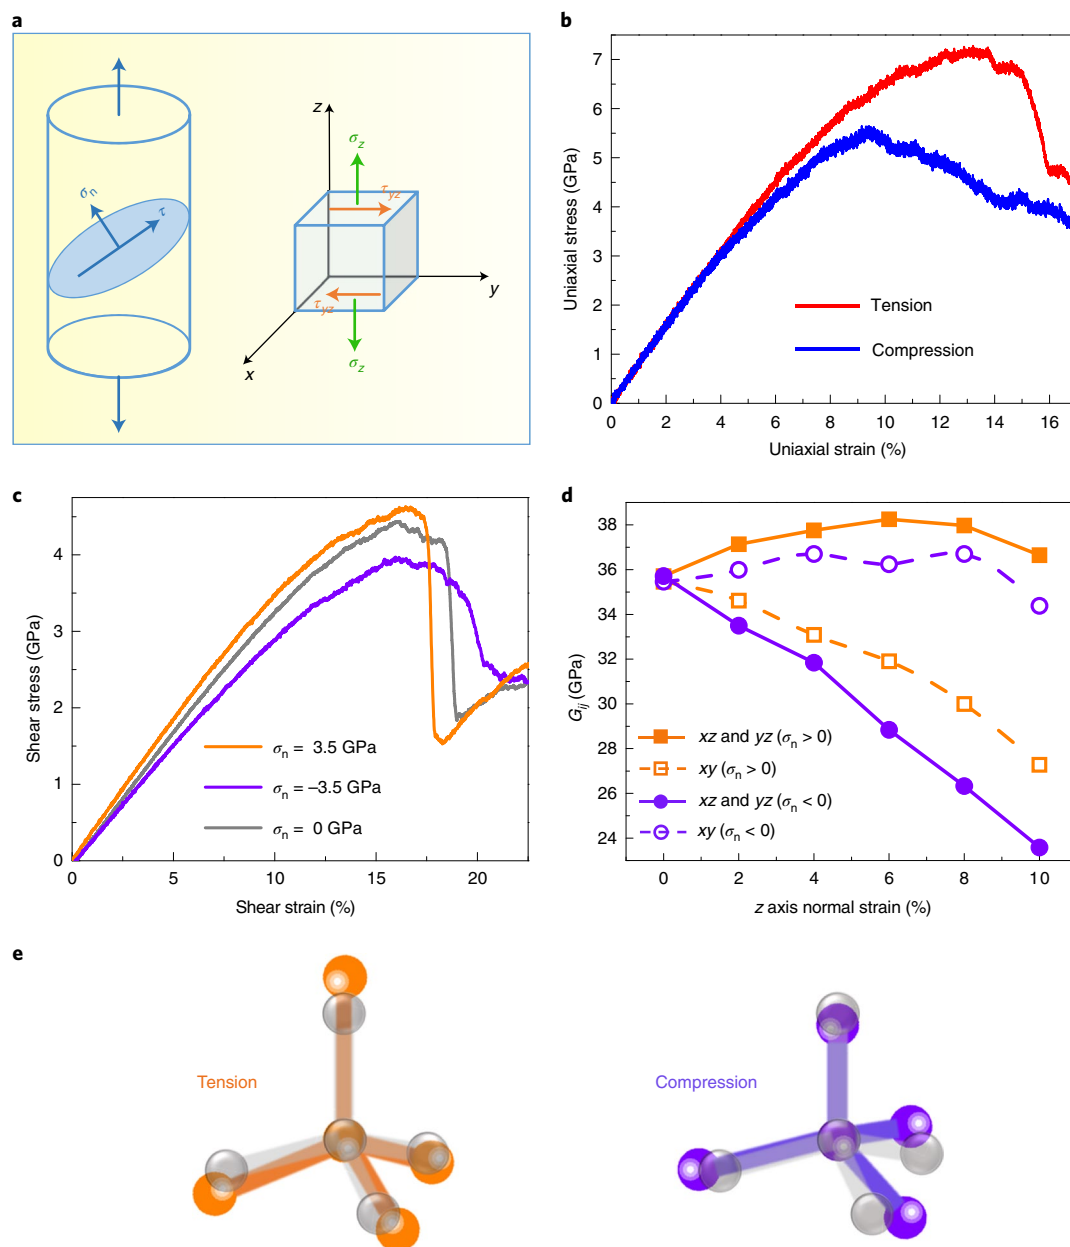 a
z
σz
τyz
σn
τ
y
τyz
σz
x
b
7
6
5
4
3
2
1
0
Uniaxial stress (GPa)
Tension
Compression
0 2 4 6 8 10 12 14 16
Uniaxial strain (%)
c
4
3
2
1
0
Shear stress (GPa)
σn = 3.5 GPa
σn = –3.5 GPa
σn = 0 GPa
0 5 10 15 20
Shear strain (%)
d
38
36
34
32
30
28
26
24
Gij (GPa)
xz and yz (σn > 0)
xy (σn > 0)
xz and yz (σn < 0)
xy (σn < 0)
0 2 4 6 8 10
z axis normal strain (%)
e
Tension
Compression